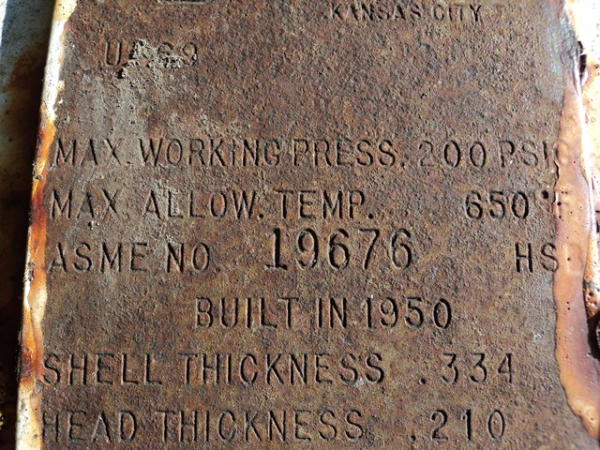 KANSAS CITY
MAX. WORKING PRESS. 200 PSIG.
MAX. ALLOW. TEMP. 650°F.
ASME NO. 19676 HS
BUILT IN 1950
SHELL THICKNESS .334
HEAD THICKNESS .210